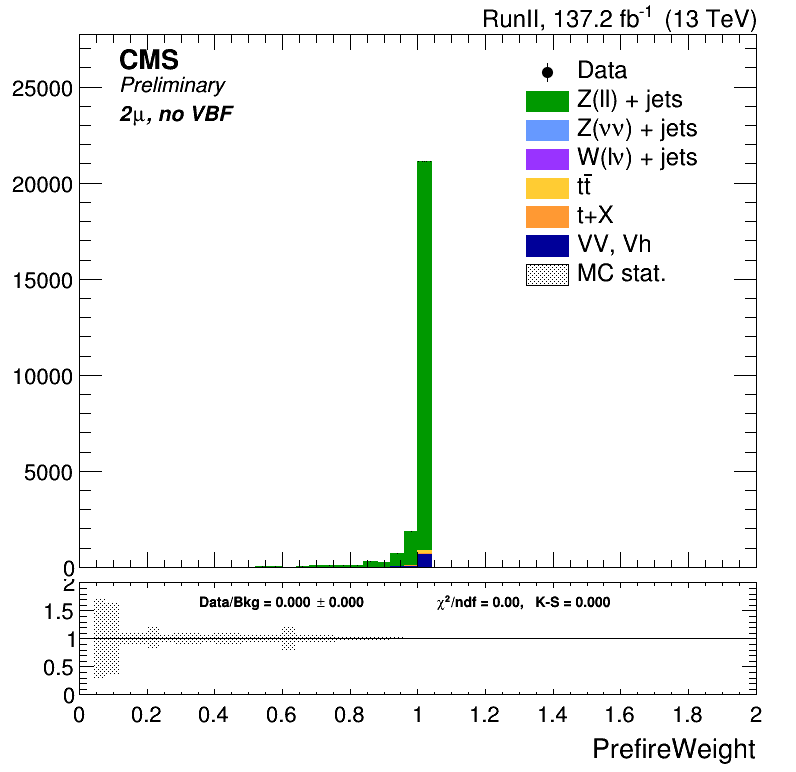 RunII, 137.2 fb⁻¹ (13 TeV)
CMS
Preliminary
2μ, no VBF
Data
Z(ll) + jets
Z(νν) + jets
W(lν) + jets
tt̄
t+X
VV, Vh
MC stat.
25000
20000
15000
10000
5000
0
Data/Bkg = 0.000 ± 0.000 χ²/ndf = 0.00, K-S = 0.000
2
1.5
1
0.5
0
0 0.2 0.4 0.6 0.8 1 1.2 1.4 1.6 1.8 2
PrefireWeight